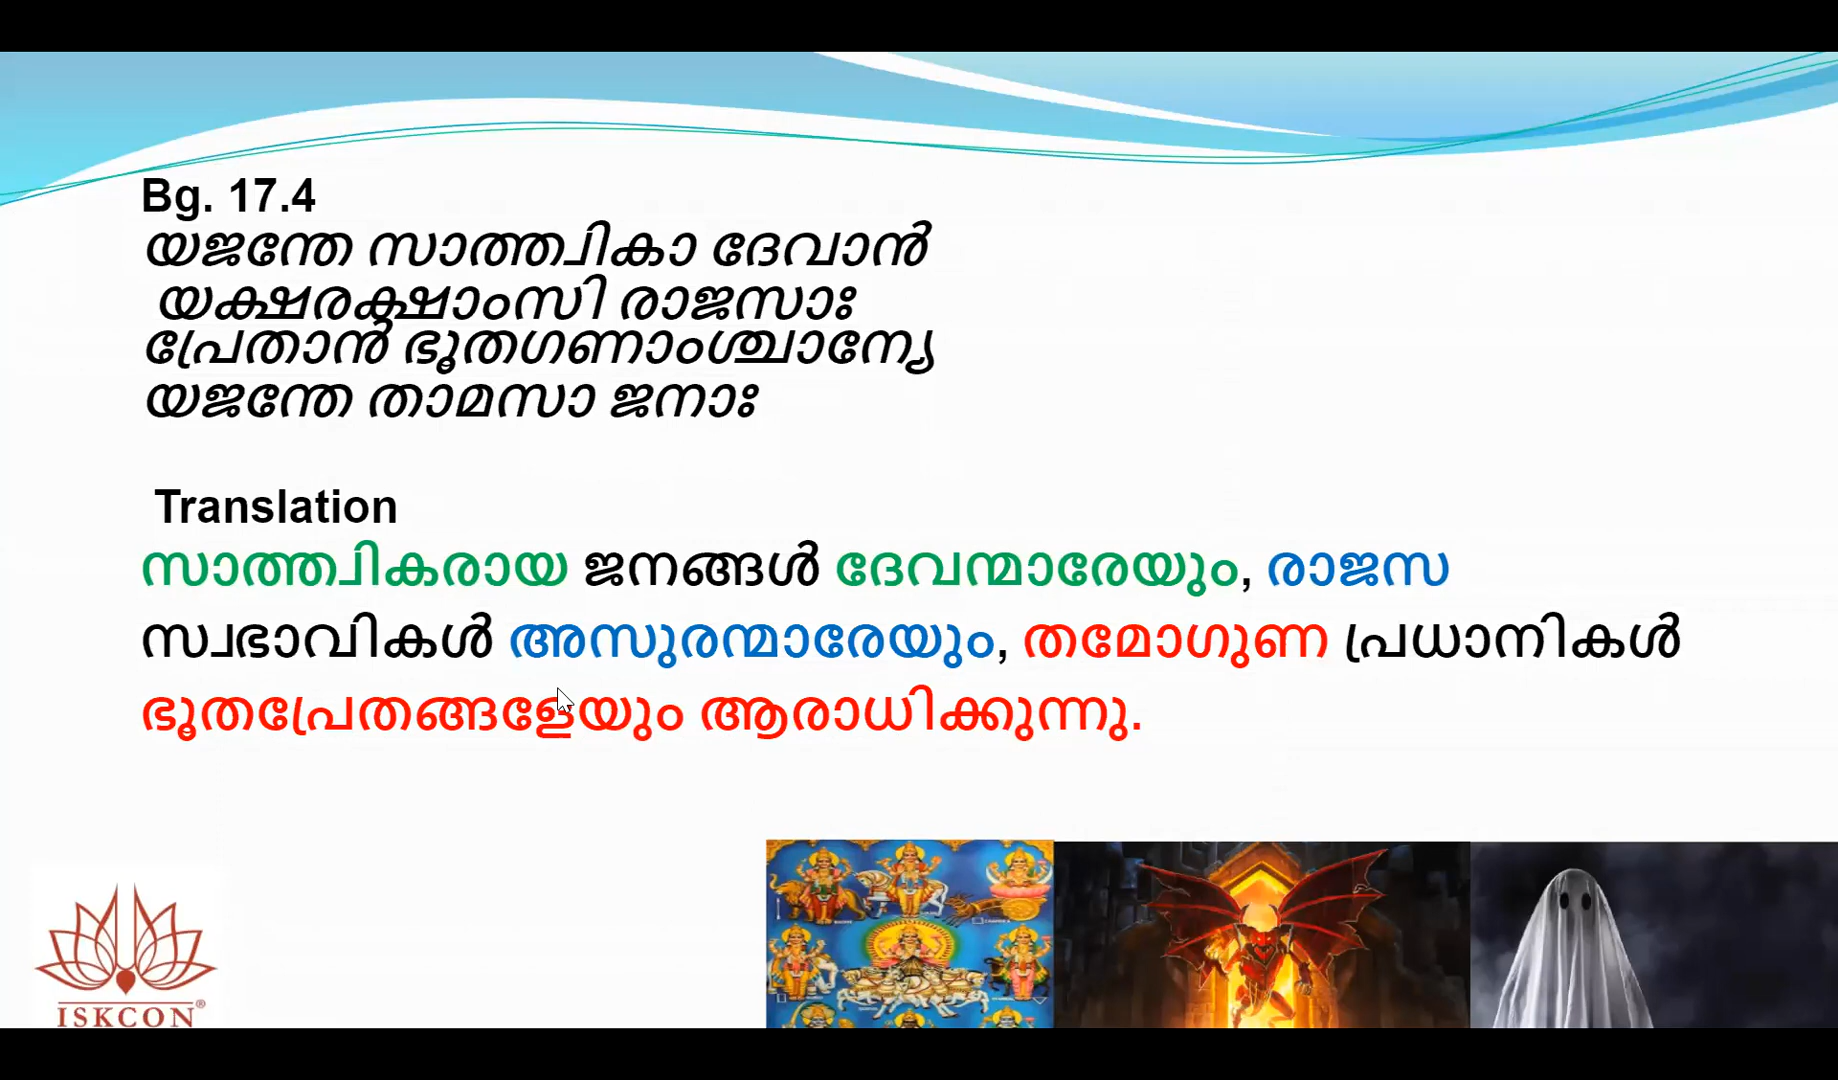 Bg. 17.4
യജന്തേ സാത്ത്വികാ ദേവാൻ
യക്ഷരക്ഷാംസി രാജസാഃ
പ്രേതാൻ ഭൂതഗണാംശ്ചാന്യേ
യജന്തേ താമസാ ജനാഃ
Translation
സാത്ത്വികരായ ജനങ്ങൾ ദേവന്മാരേയും, രാജസ
സ്വഭാവികൾ അസുരന്മാരേയും, തമോഗുണ പ്രധാനികൾ
ഭൂതപ്രേതങ്ങളേയും ആരാധിക്കുന്നു.
ISKCON®